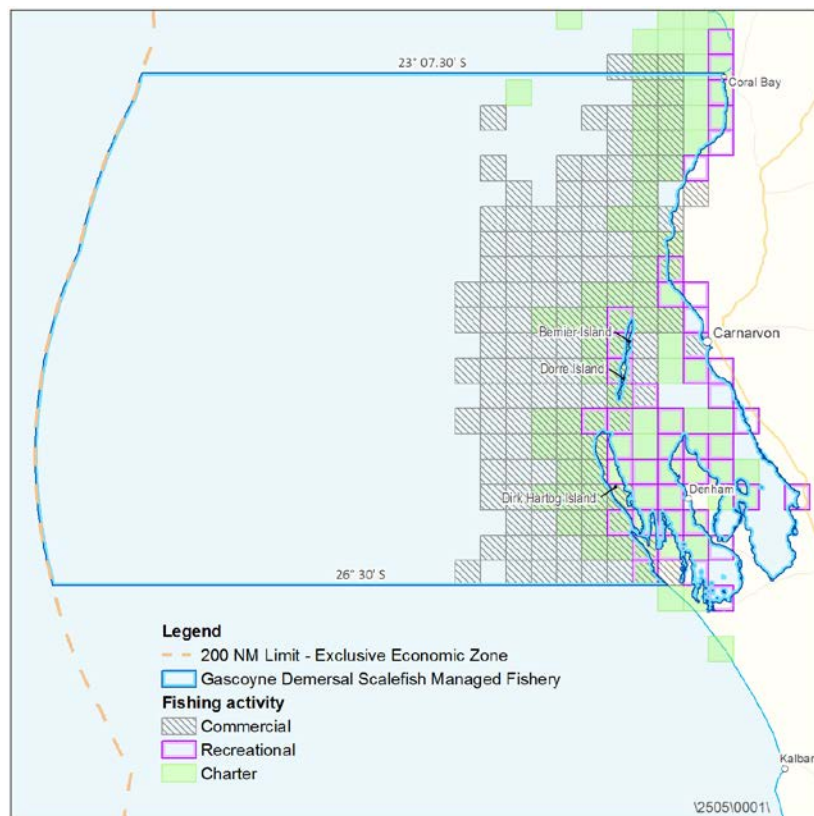 23° 07.30' S
Coral Bay
Bernier Island
Carnarvon
Dorre Island
Dirk Hartog Island
Denham
26° 30' S
Legend
200 NM Limit - Exclusive Economic Zone
Gascoyne Demersal Scalefish Managed Fishery
Fishing activity
Commercial
Recreational
Charter
Kalbar
\2505\0001\